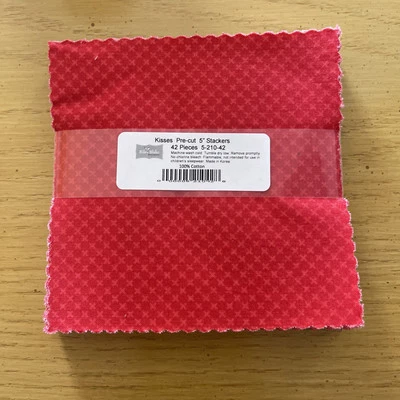 Kisses Pre-cut 5" Stackers
42 Pieces 5-210-42
Machine wash cold. Tumble dry low. Remove promptly.
No chlorine bleach. Flammable, not intended for use in
children's sleepwear. Made in Korea
100% Cotton